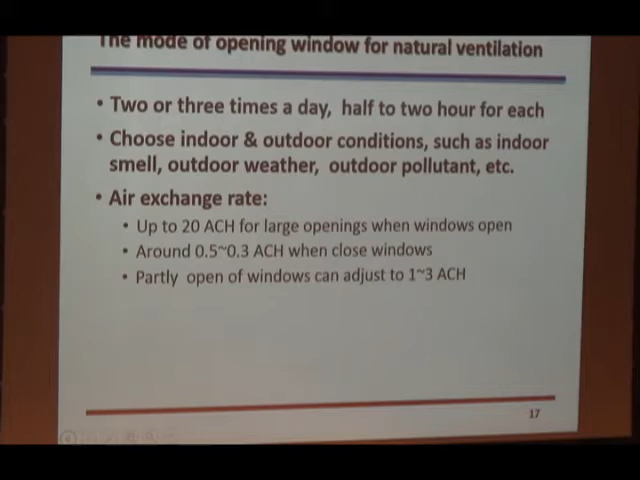 The mode of opening window for natural ventilation
• Two or three times a day, half to two hour for each
• Choose indoor & outdoor conditions, such as indoor
smell, outdoor weather, outdoor pollutant, etc.
• Air exchange rate:
• Up to 20 ACH for large openings when windows open
• Around 0.5~0.3 ACH when close windows
• Partly open of windows can adjust to 1~3 ACH
17